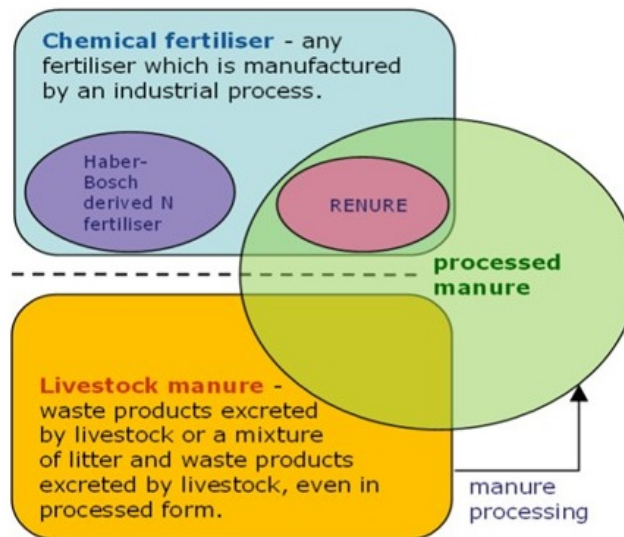 Chemical fertiliser - any
fertiliser which is manufactured
by an industrial process.
Haber-
Bosch
derived N
fertiliser
RENURE
processed
manure
Livestock manure -
waste products excreted
by livestock or a mixture
of litter and waste products
excreted by livestock, even in
processed form.
manure
processing